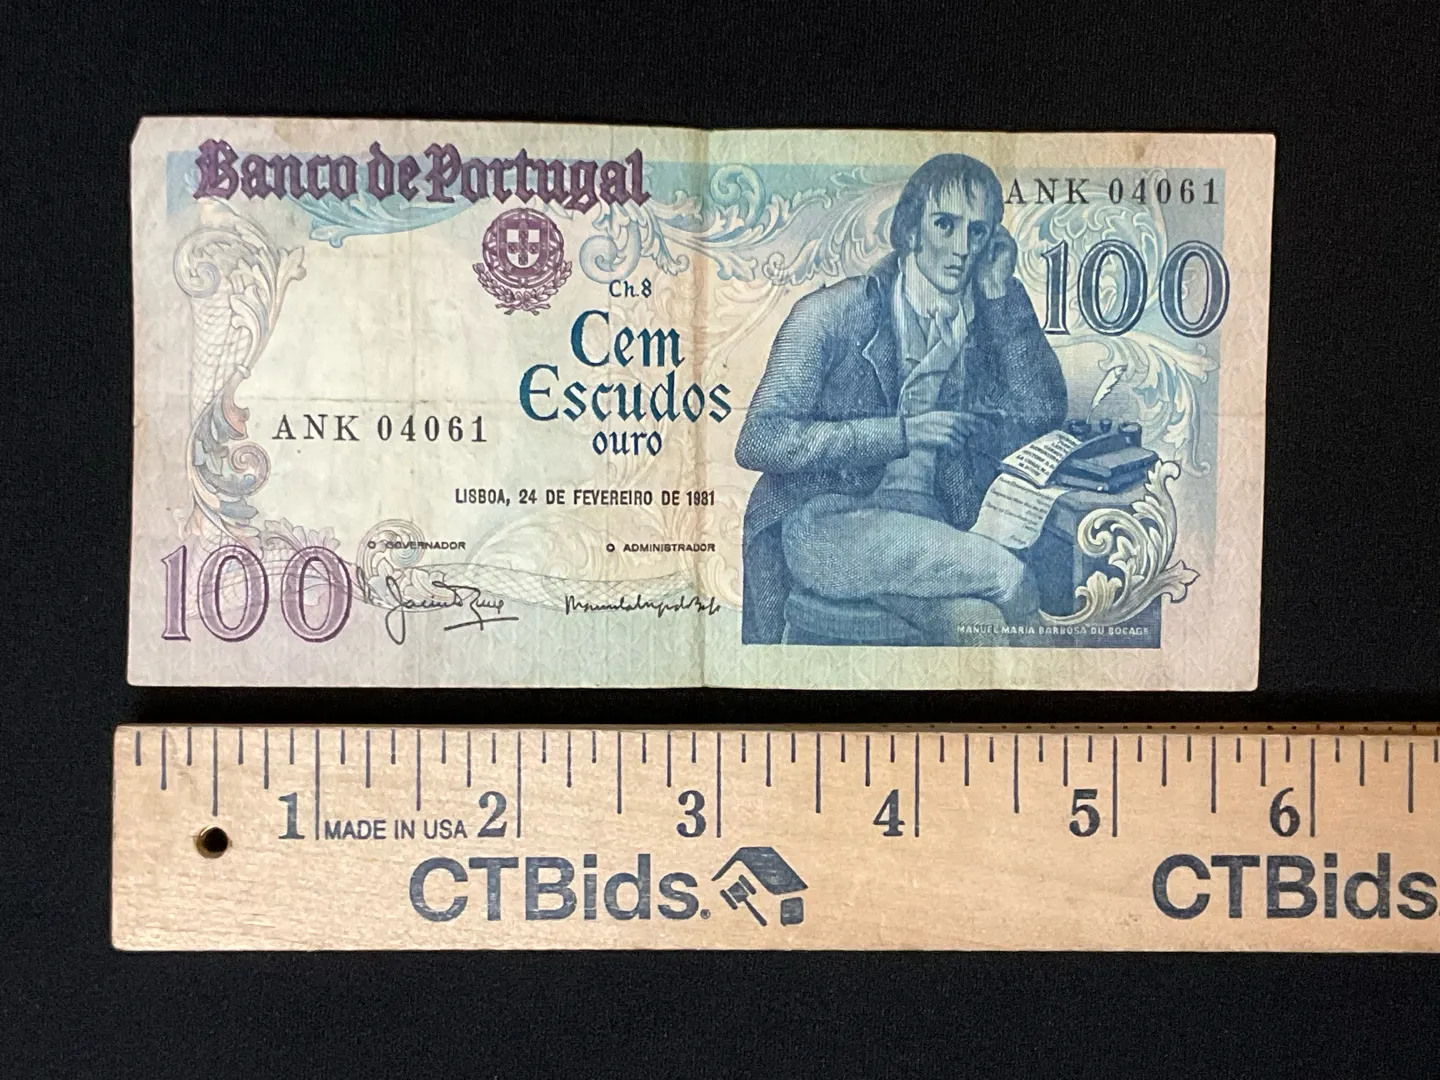 Banco de Portugal
ANK 04061
100
Ch. 8
Cem
Escudos
ouro
ANK 04061
LISBOA, 24 DE FEVEREIRO DE 1981
O GOVERNADOR
O ADMINISTRADOR
100
MANUEL MARIA BARBOSA DU BOCAGE
1 2 3 4 5 6
MADE IN USA
CTBids. CTBids.